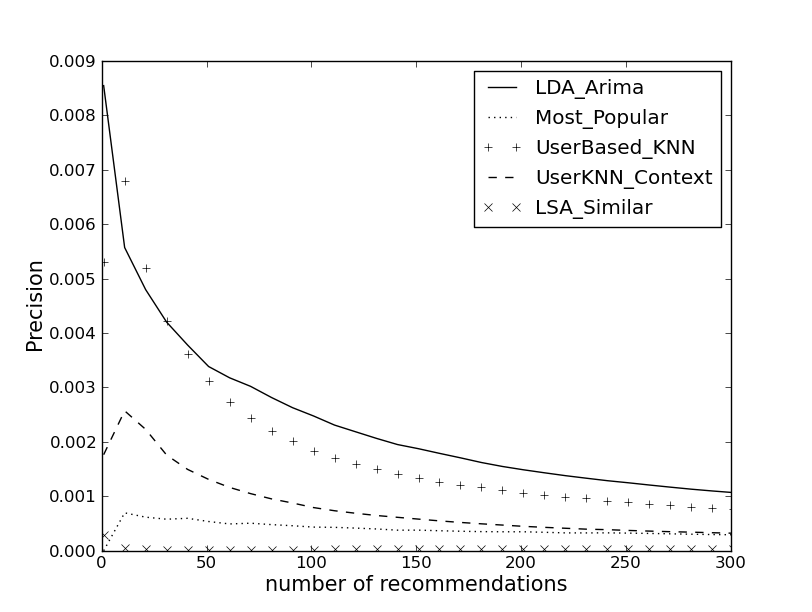 0.009
0.008
0.007
0.006
0.005
0.004
0.003
0.002
0.001
0.000
Precision
LDA_Arima
Most_Popular
UserBased_KNN
UserKNN_Context
LSA_Similar
0 50 100 150 200 250 300
number of recommendations